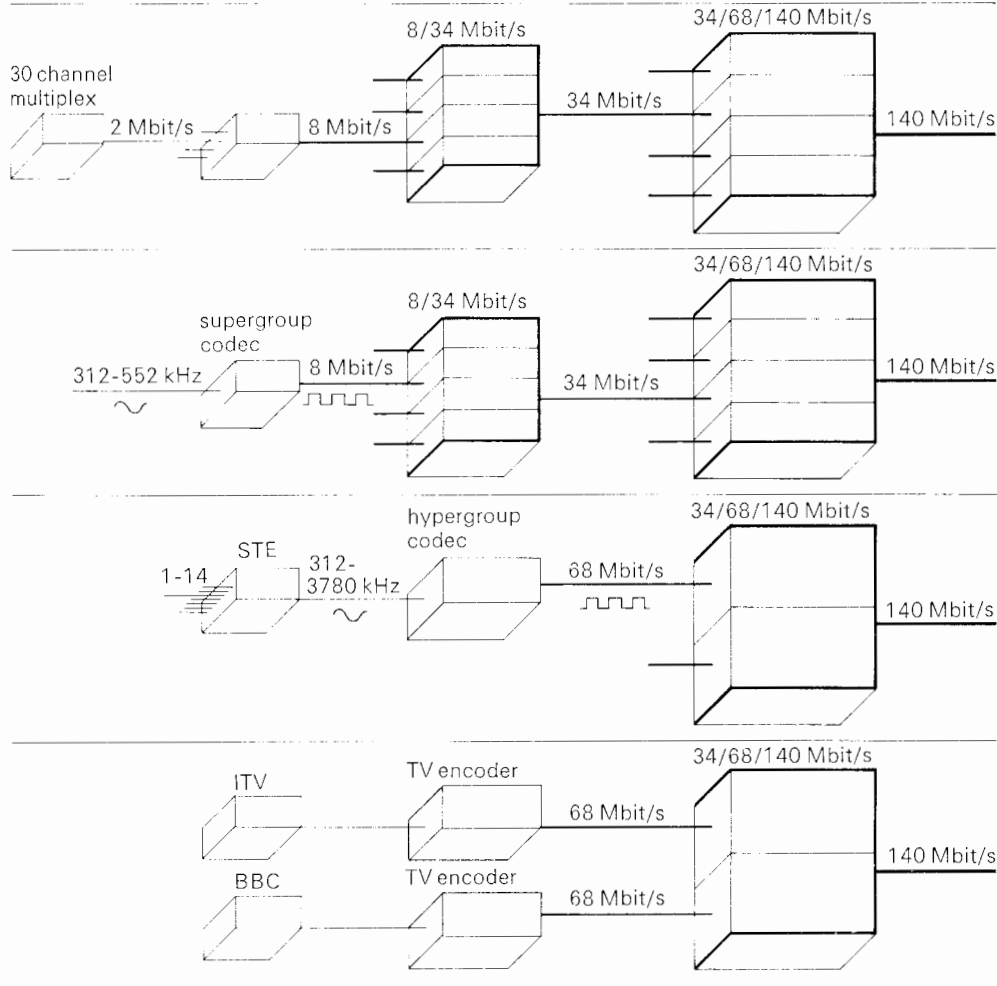 8/34 Mbit/s
34/68/140 Mbit/s
30 channel
multiplex
2 Mbit/s
8 Mbit/s
34 Mbit/s
140 Mbit/s
34/68/140 Mbit/s
8/34 Mbit/s
supergroup
codec
312-552 kHz
8 Mbit/s
34 Mbit/s
140 Mbit/s
34/68/140 Mbit/s
hypergroup
codec
STE
1-14
312-
3780 kHz
68 Mbit/s
140 Mbit/s
34/68/140 Mbit/s
ITV
TV encoder
68 Mbit/s
140 Mbit/s
BBC
TV encoder
68 Mbit/s